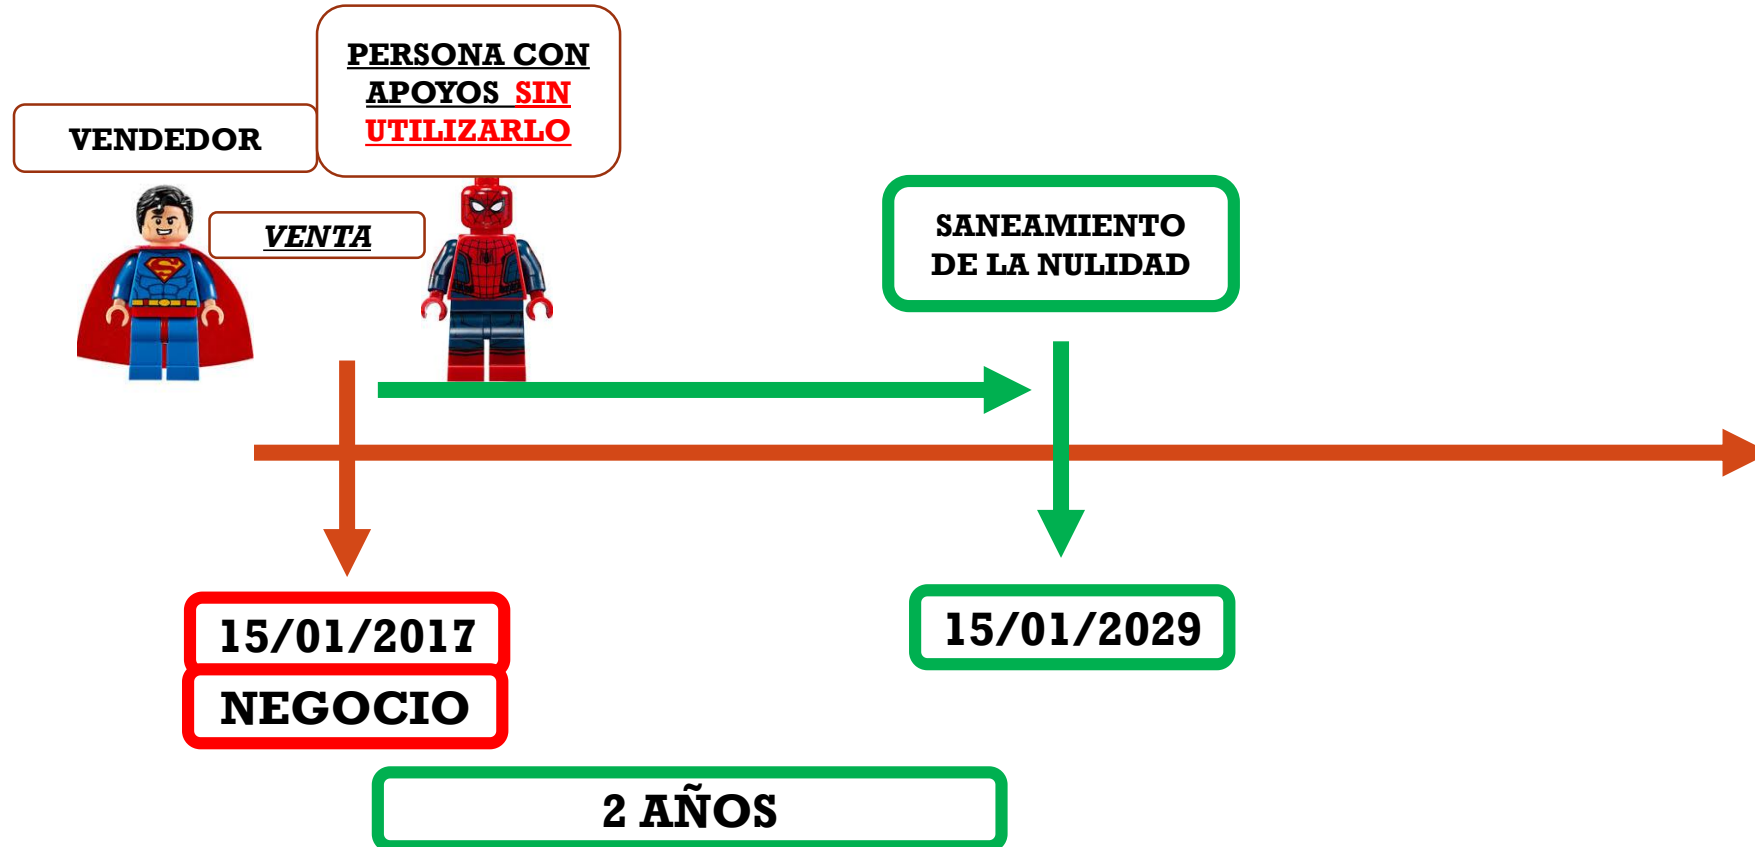 PERSONA CON
APOYOS SIN
UTILIZARLO
VENDEDOR
VENTA
SANEAMIENTO
DE LA NULIDAD
15/01/2017
NEGOCIO
15/01/2029
2 AÑOS